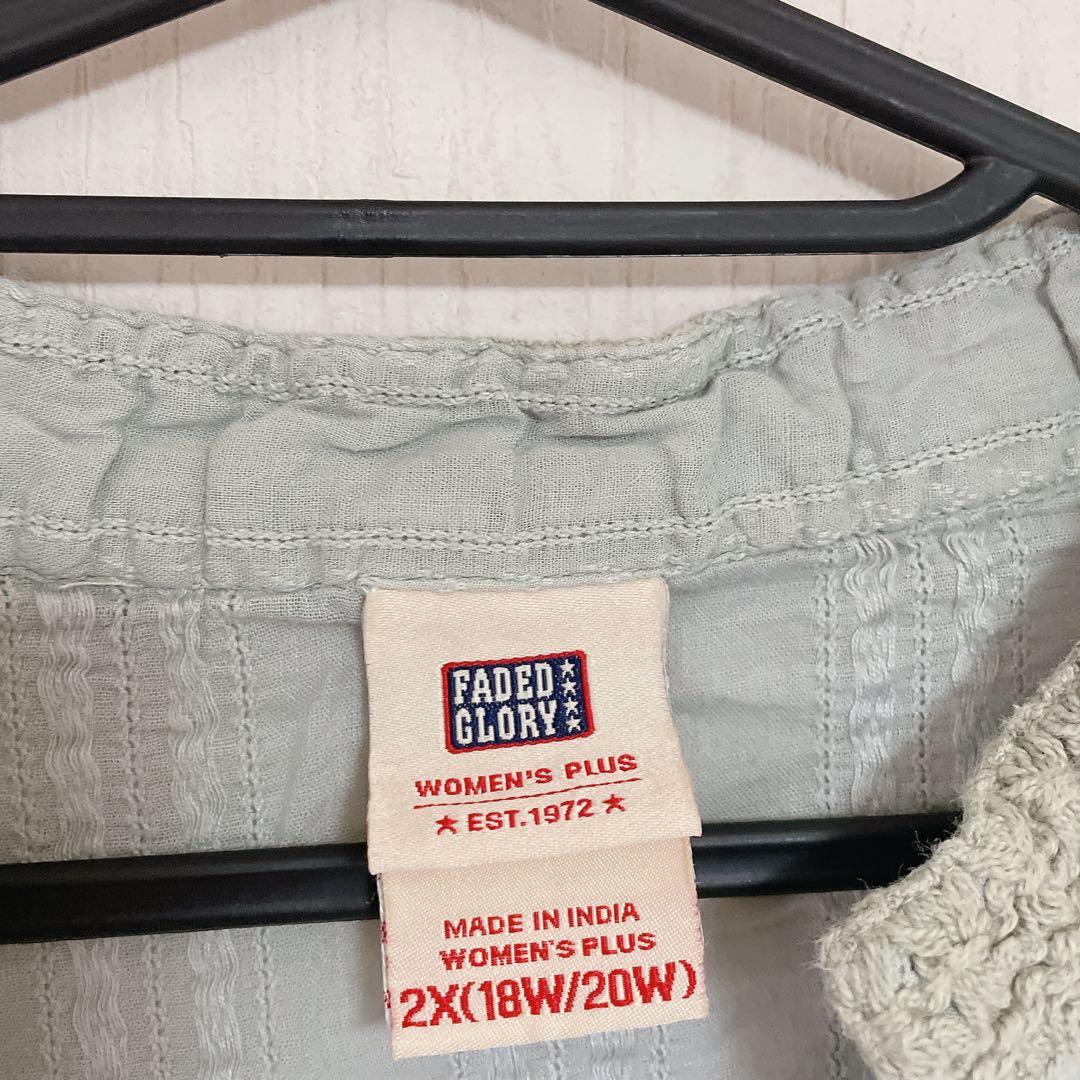 FADED
GLORY
WOMEN'S PLUS
★ EST.1972 ★
MADE IN INDIA
WOMEN'S PLUS
2X(18W/20W)